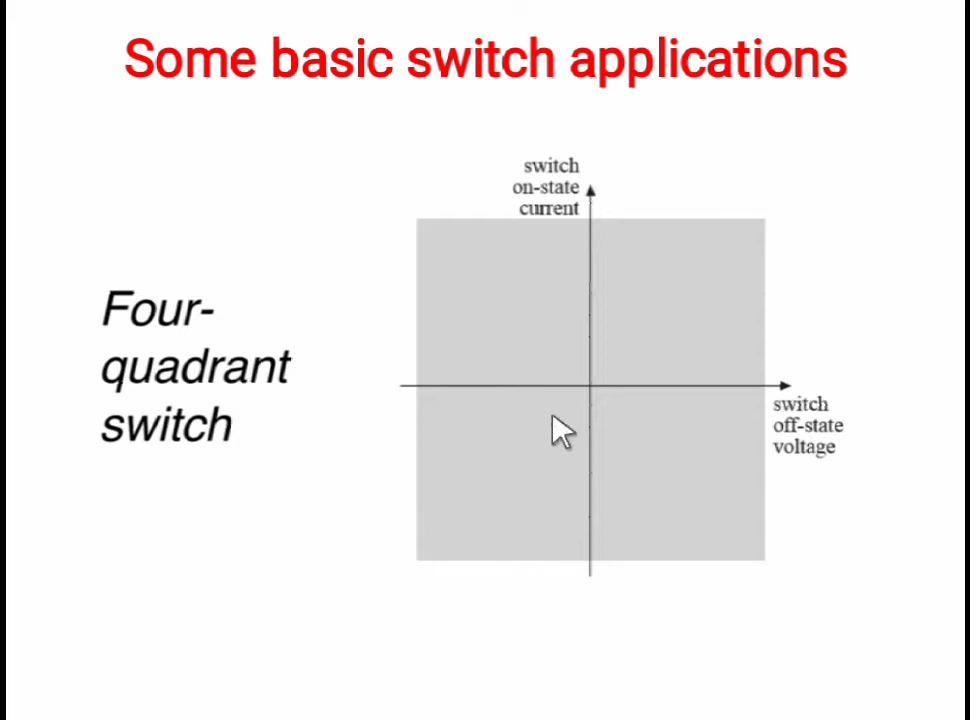 Some basic switch applications
switch
on-state
current
Four-
quadrant
switch
switch
off-state
voltage